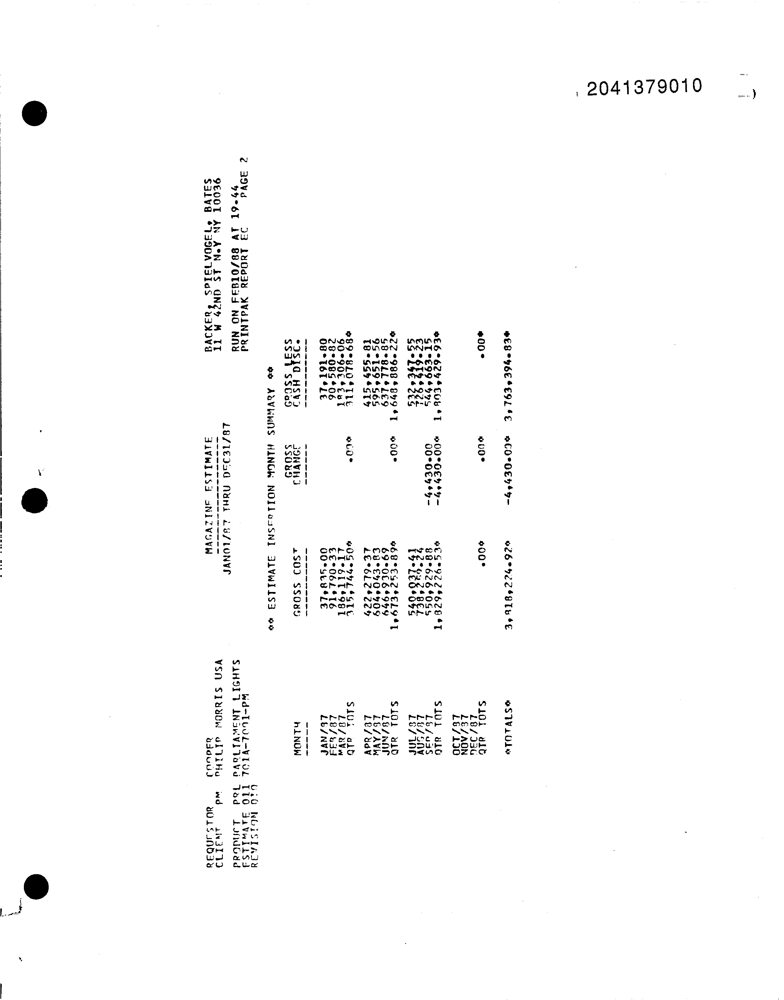 2041379010
REQUESTOR COOPER MAGAZINE ESTIMATE BACKER, SPIELVOGEL, BATES
CLIENT PM PHILIP MORRIS USA ----------------- 11 W 42ND ST N.Y NY 10036
JAN01/87 THRU DEC31/87
PRODUCT PRL PARLIAMENT LIGHTS RUN ON FEB10/88 AT 19.44
ESTIMATE 011 701A-7001-PM PRINTPAK REPORT EC PAGE 2
REVISION 010
** ESTIMATE INSERTION MONTH SUMMARY **
MONTH GROSS COST GROSS CHANGE GROSS LESS CASH DISC.
JAN/87 37,835.00 37,191.80
FEB/87 91,790.33 90,580.82
MAR/87 186,119.17 183,306.06
QTR TOTS 315,744.50* .00* 311,078.68*
APR/87 422,279.37 415,455.81
MAY/87 604,043.83 595,651.56
JUN/87 646,930.69 637,778.85
QTR TOTS 1,673,253.89* .00* 1,648,886.22*
JUL/87 540,037.41 532,347.55
AUG/87 738,259.24 726,419.23
SEP/87 550,929.88 -4,430.00 544,663.15
QTR TOTS 1,829,226.53* -4,430.00* 1,803,429.93*
OCT/87
NOV/87
DEC/87
QTR TOTS .00* .00* .00*
*TOTALS* 3,818,224.92* -4,430.00* 3,763,394.83*